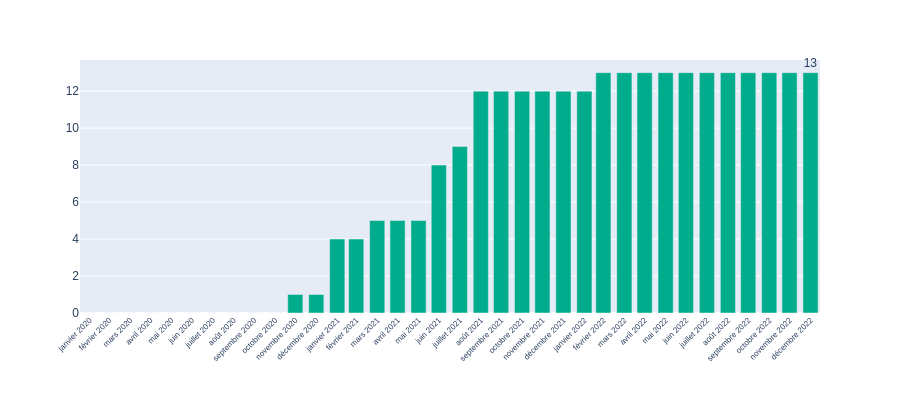 13
12
10
8
6
4
2
0
janvier 2020
février 2020
mars 2020
avril 2020
mai 2020
juin 2020
juillet 2020
août 2020
septembre 2020
octobre 2020
novembre 2020
décembre 2020
janvier 2021
février 2021
mars 2021
avril 2021
mai 2021
juin 2021
juillet 2021
août 2021
septembre 2021
octobre 2021
novembre 2021
décembre 2021
janvier 2022
février 2022
mars 2022
avril 2022
mai 2022
juin 2022
juillet 2022
août 2022
septembre 2022
octobre 2022
novembre 2022
décembre 2022